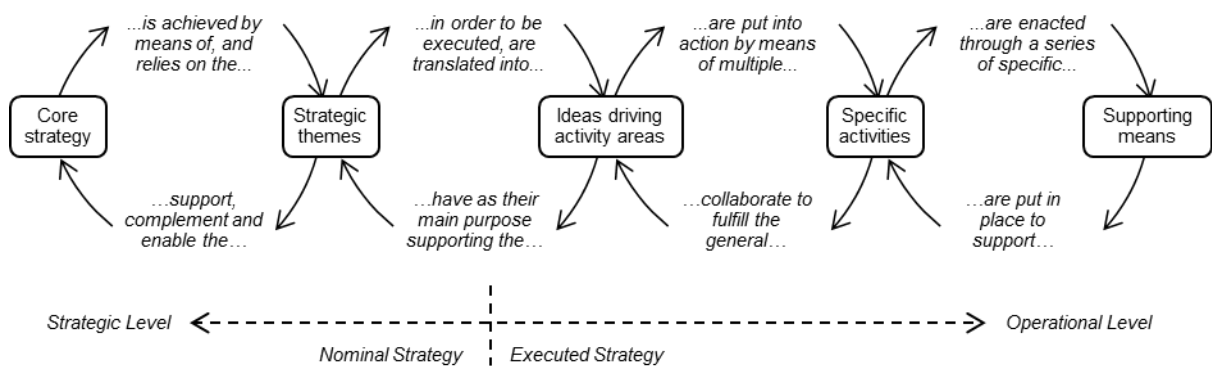 ...is achieved by
means of, and
relies on the...
...in order to be
executed, are
translated into...
...are put into
action by means
of multiple...
...are enacted
through a series
of specific...
Core
strategy
Strategic
themes
Ideas driving
activity areas
Specific
activities
Supporting
means
…support,
complement and
enable the…
…have as their
main purpose
supporting the…
…collaborate to
fulfill the
general…
…are put in
place to
support…
Strategic Level
Operational Level
Nominal Strategy
Executed Strategy